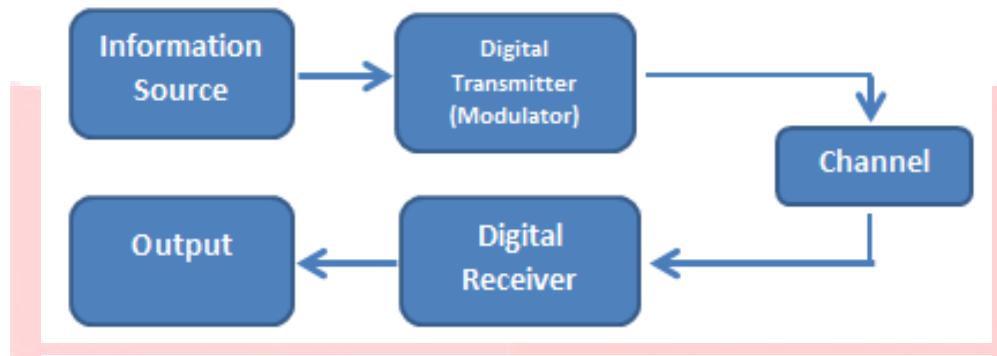 Information
Source
Digital
Transmitter
(Modulator)
Channel
Digital
Receiver
Output